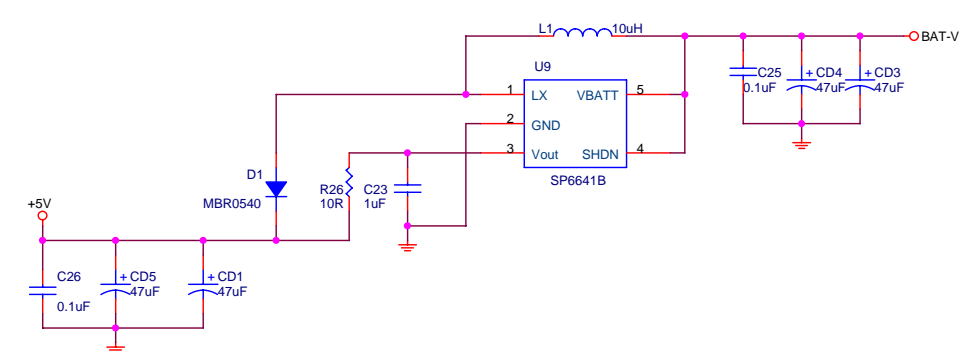 L1 10uH
BAT-V
U9
1 LX VBATT 5
2 GND
3 Vout SHDN 4
SP6641B
C25
0.1uF
+ CD4
47uF
+ CD3
47uF
D1
MBR0540
R26
10R
C23
1uF
+5V
C26
0.1uF
+ CD5
47uF
+ CD1
47uF